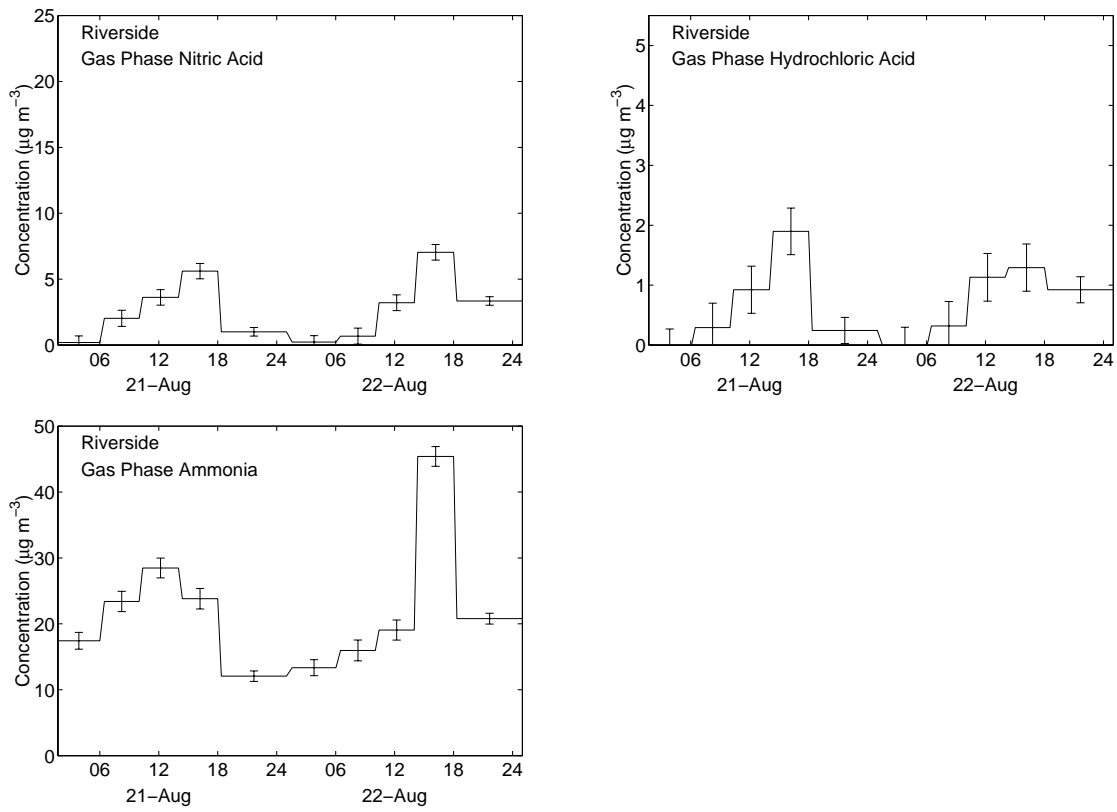 Riverside
Gas Phase Nitric Acid
Concentration (μg m−3)
25
20
15
10
5
0
06 12 18 24 06 12 18 24
21−Aug 22−Aug
Riverside
Gas Phase Hydrochloric Acid
Concentration (μg m−3)
5
4
3
2
1
0
06 12 18 24 06 12 18 24
21−Aug 22−Aug
Riverside
Gas Phase Ammonia
Concentration (μg m−3)
50
40
30
20
10
0
06 12 18 24 06 12 18 24
21−Aug 22−Aug